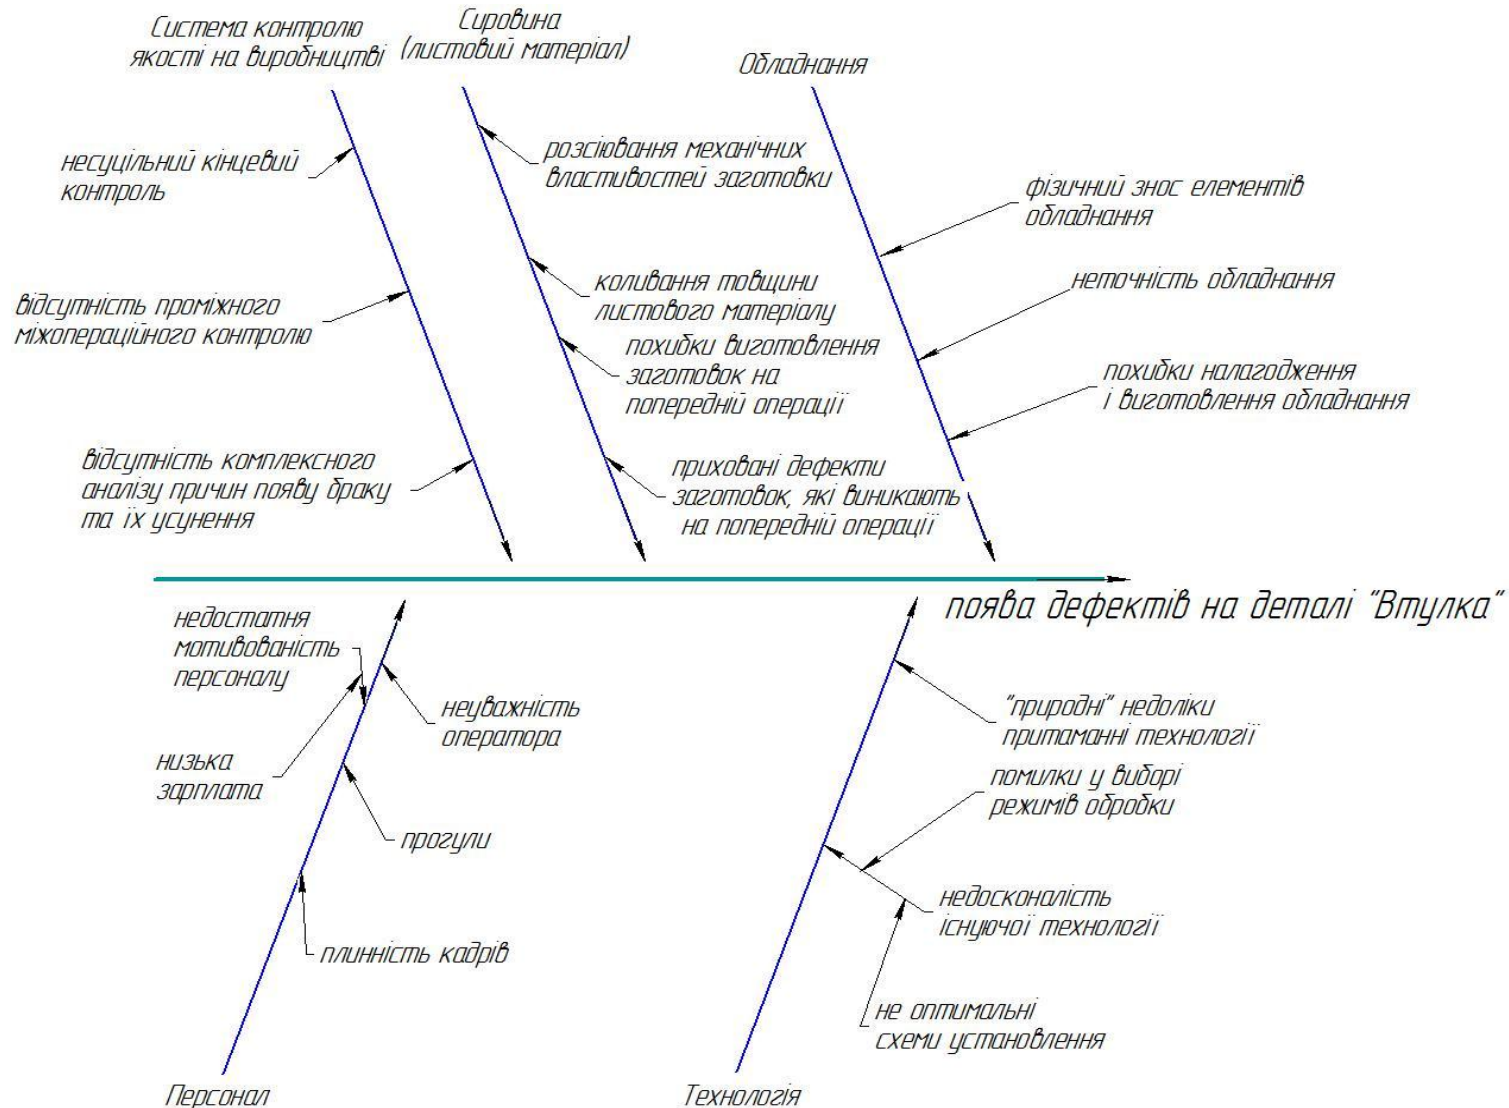 Система контролю
якості на виробництві
Сировина
(листовий матеріал)
Обладнання
несуцільний кінцевий
контроль
відсутність проміжного
міжопераційного контролю
відсутність комплексного
аналізу причин появу браку
та їх усунення
розсіювання механічних
властивостей заготовки
коливання товщини
листового матеріалу
похибки виготовлення
заготовок на
попередній операції
приховані дефекти
заготовок, які виникають
на попередній операції
фізичний знос елементів
обладнання
неточність обладнання
похибки налагодження
і виготовлення обладнання
поява дефектів на деталі "Втулка"
недостатня
мотивованість
персоналу
низька
зарплата
неуважність
оператора
прогули
плинність кадрів
Персонал
"природні" недоліки
притаманні технології
помилки у виборі
режимів обробки
недосконалість
існуючої технології
не оптимальні
схеми установлення
Технологія